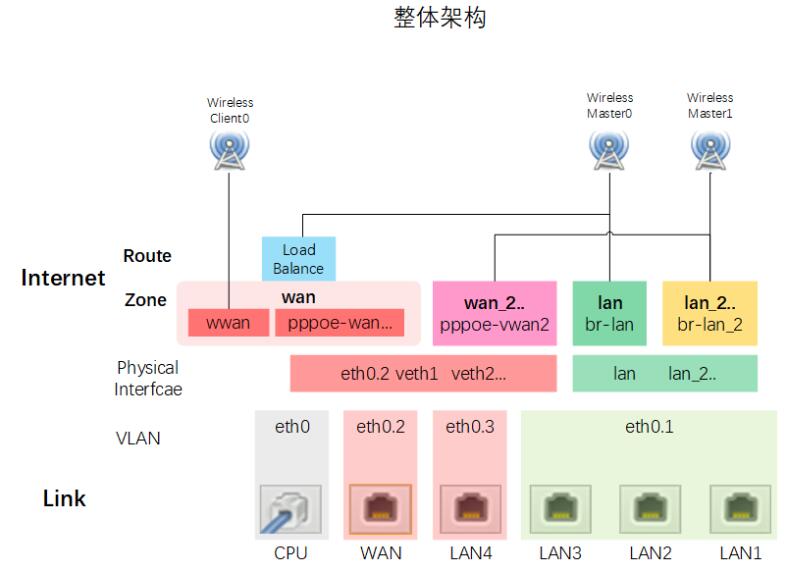 整体架构
Wireless
Client0
Wireless
Master0
Wireless
Master1
Route
Load
Balance
Internet
Zone
wan
wwan
pppoe-wan...
wan_2..
pppoe-vwan2
lan
br-lan
lan_2..
br-lan_2
Physical
Interfcae
eth0.2 veth1 veth2...
lan lan_2..
VLAN
eth0
eth0.2
eth0.3
eth0.1
Link
CPU
WAN
LAN4
LAN3
LAN2
LAN1